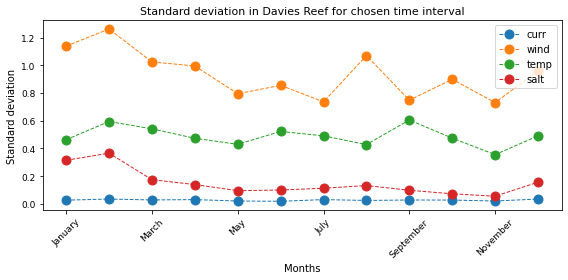 Standard deviation in Davies Reef for chosen time interval
Standard deviation
1.2
1.0
0.8
0.6
0.4
0.2
0.0
curr
wind
temp
salt
January
March
May
July
September
November
Months